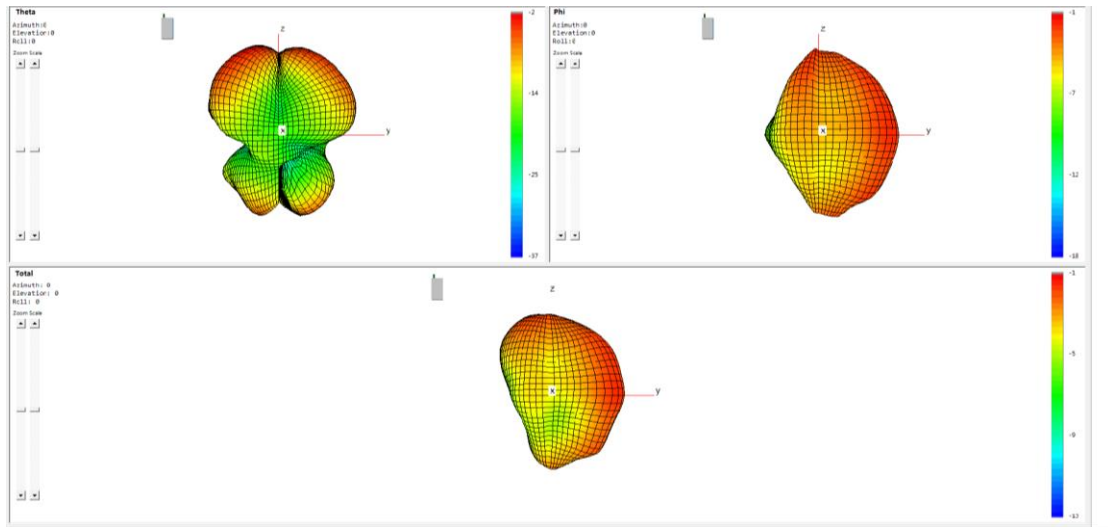 Theta
Azimuth:0
Elevation:0
Roll:0
Zoom Scale
z
x
y
-2
-14
-25
-37
Phi
Azimuth:0
Elevation:0
Roll:0
Zoom Scale
z
x
y
-1
-7
-12
-18
Total
Azimuth: 0
Elevation: 0
Roll: 0
Zoom Scale
z
x
y
-1
-5
-9